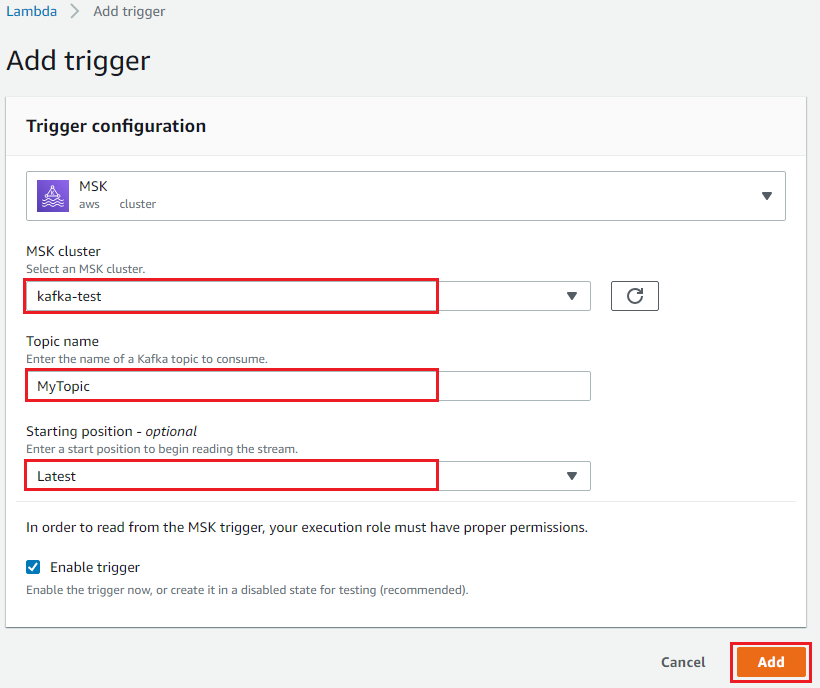 Lambda > Add trigger
Add trigger
Trigger configuration
MSK
aws cluster
MSK cluster
Select an MSK cluster.
kafka-test
Topic name
Enter the name of a Kafka topic to consume.
MyTopic
Starting position - optional
Enter a start position to begin reading the stream.
Latest
In order to read from the MSK trigger, your execution role must have proper permissions.
Enable trigger
Enable the trigger now, or create it in a disabled state for testing (recommended).
Cancel Add